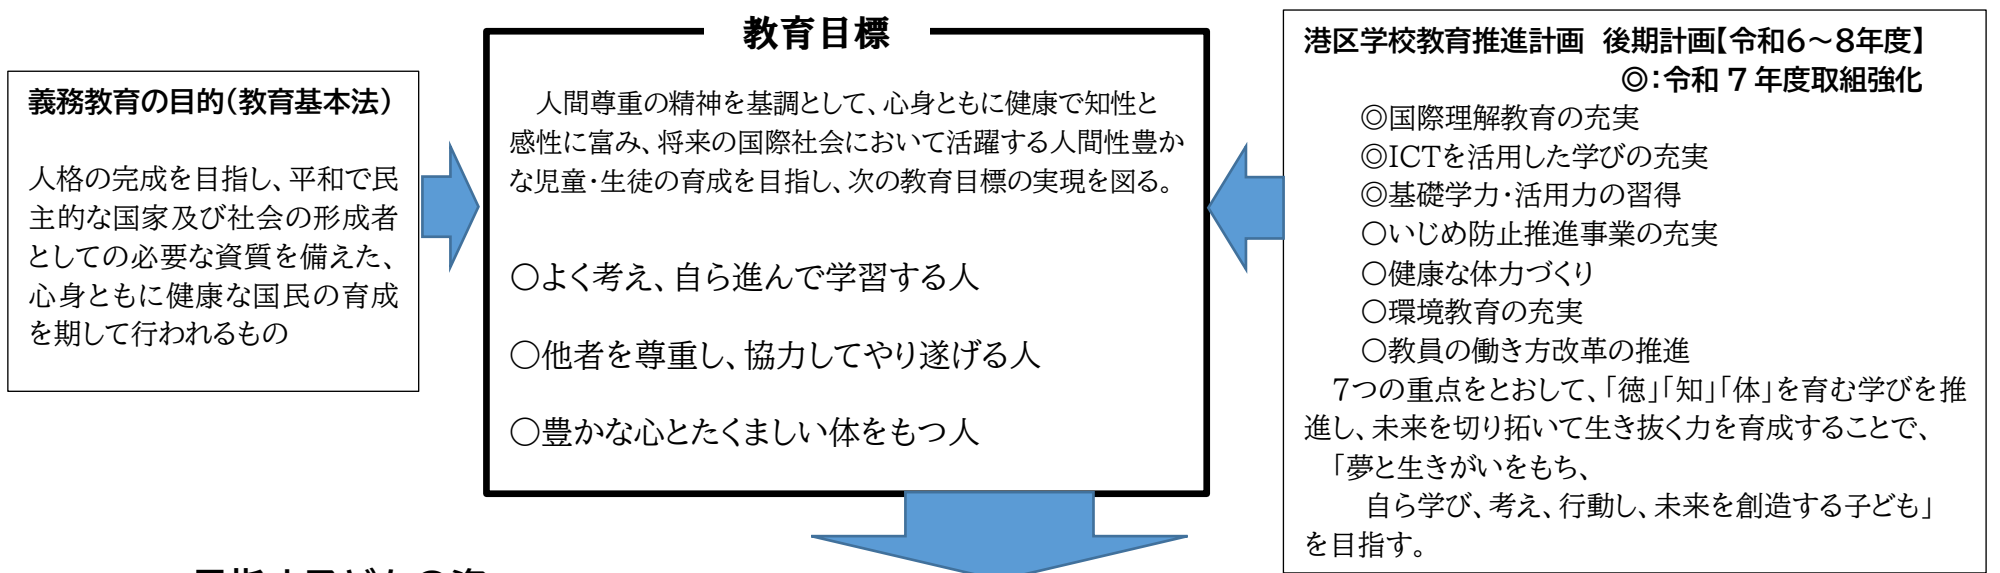 教育目標
義務教育の目的(教育基本法)
人格の完成を目指し、平和で民
主的な国家及び社会の形成者
としての必要な資質を備えた、
心身ともに健康な国民の育成
を期して行われるもの
人間尊重の精神を基調として、心身ともに健康で知性と
感性に富み、将来の国際社会において活躍する人間性豊か
な児童・生徒の育成を目指し、次の教育目標の実現を図る。
〇よく考え、自ら進んで学習する人
〇他者を尊重し、協力してやり遂げる人
〇豊かな心とたくましい体をもつ人
港区学校教育推進計画 後期計画【令和6～8年度】
◎:令和 7 年度取組強化
◎国際理解教育の充実
◎ICTを活用した学びの充実
◎基礎学力・活用力の習得
〇いじめ防止推進事業の充実
〇健康な体力づくり
〇環境教育の充実
〇教員の働き方改革の推進
7つの重点をとおして、「徳」「知」「体」を育む学びを推
進し、未来を切り拓いて生き抜く力を育成することで、
「夢と生きがいをもち、
自ら学び、考え、行動し、未来を創造する子ども」
を目指す。